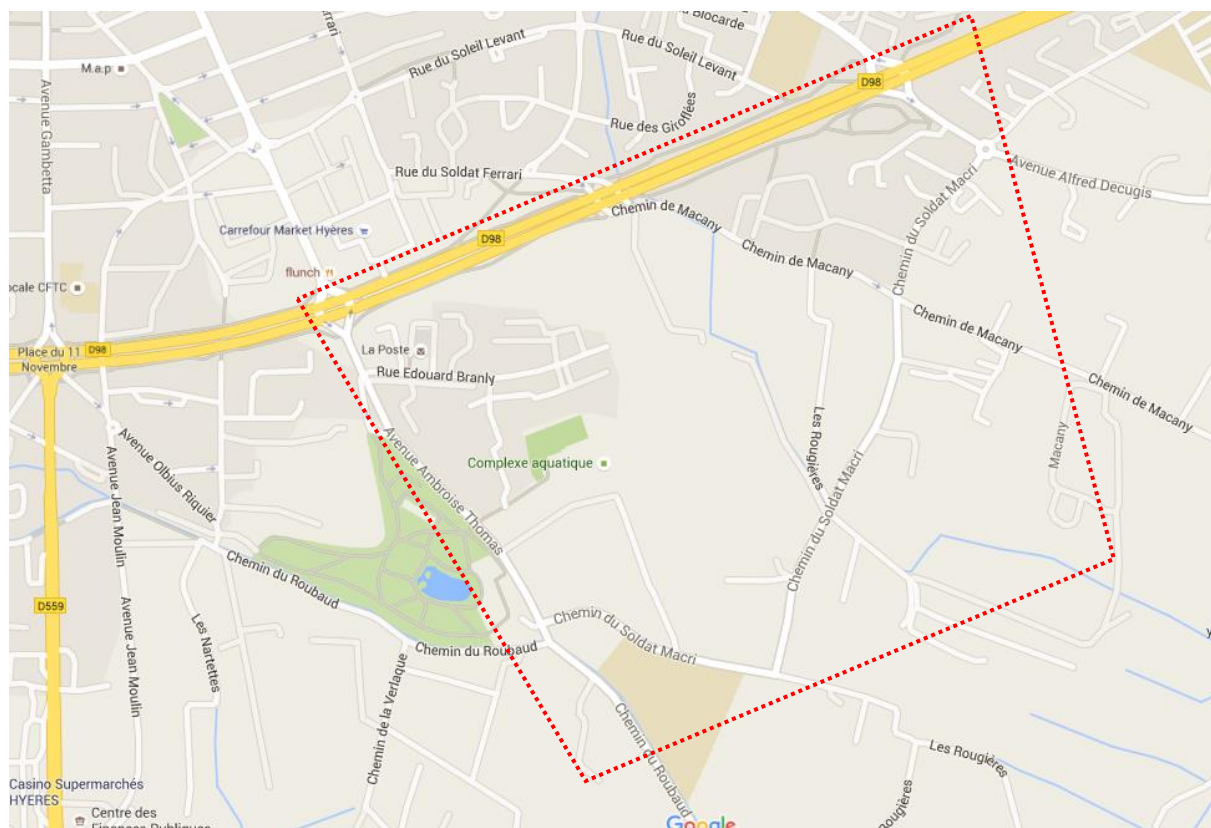 Ferrari
a Blocarde
Rue du Soleil Levant
Rue du Soleil Levant
M.a.p
Avenue Gambetta
D98
Rue des Giroflées
Avenue Alfred Decugis
Rue du Soldat Ferrari
Chemin de Macany
Chemin du Soldat Macri
Carrefour Market Hyères
D98
Chemin de Macany
flunch
ocale CFTC
Chemin de Macany
Place du 11
Novembre
D98
La Poste
Rue Edouard Branly
Chemin de Macany
Les Rougières
Macany
Avenue Olbius Riquier
Avenue Jean Moulin
Avenue Ambroise Thomas
Complexe aquatique
Chemin du Soldat Macri
Chemin du Roubaud
D559
Avenue Jean Moulin
Les Nartettes
Chemin du Soldat Macri
Chemin du Roubaud
Chemin de la Verlaque
Chemin du Roubaud
Les Rougières
Casino Supermarchés
HYERES
Centre des
Finances Publiques
Google
ougières